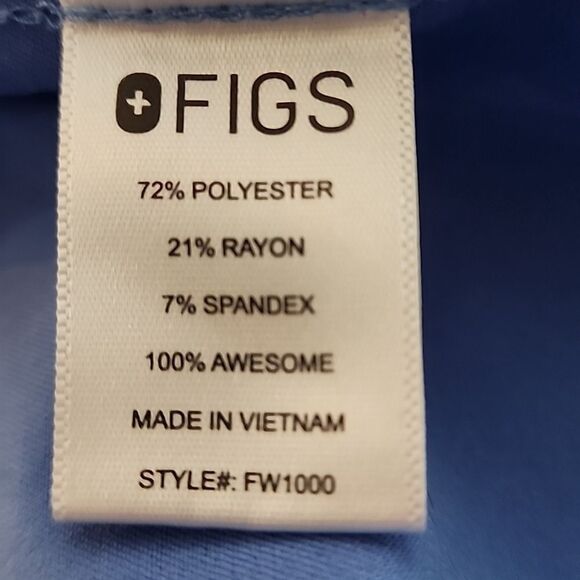 FIGS
72% POLYESTER
21% RAYON
7% SPANDEX
100% AWESOME
MADE IN VIETNAM
STYLE#: FW1000